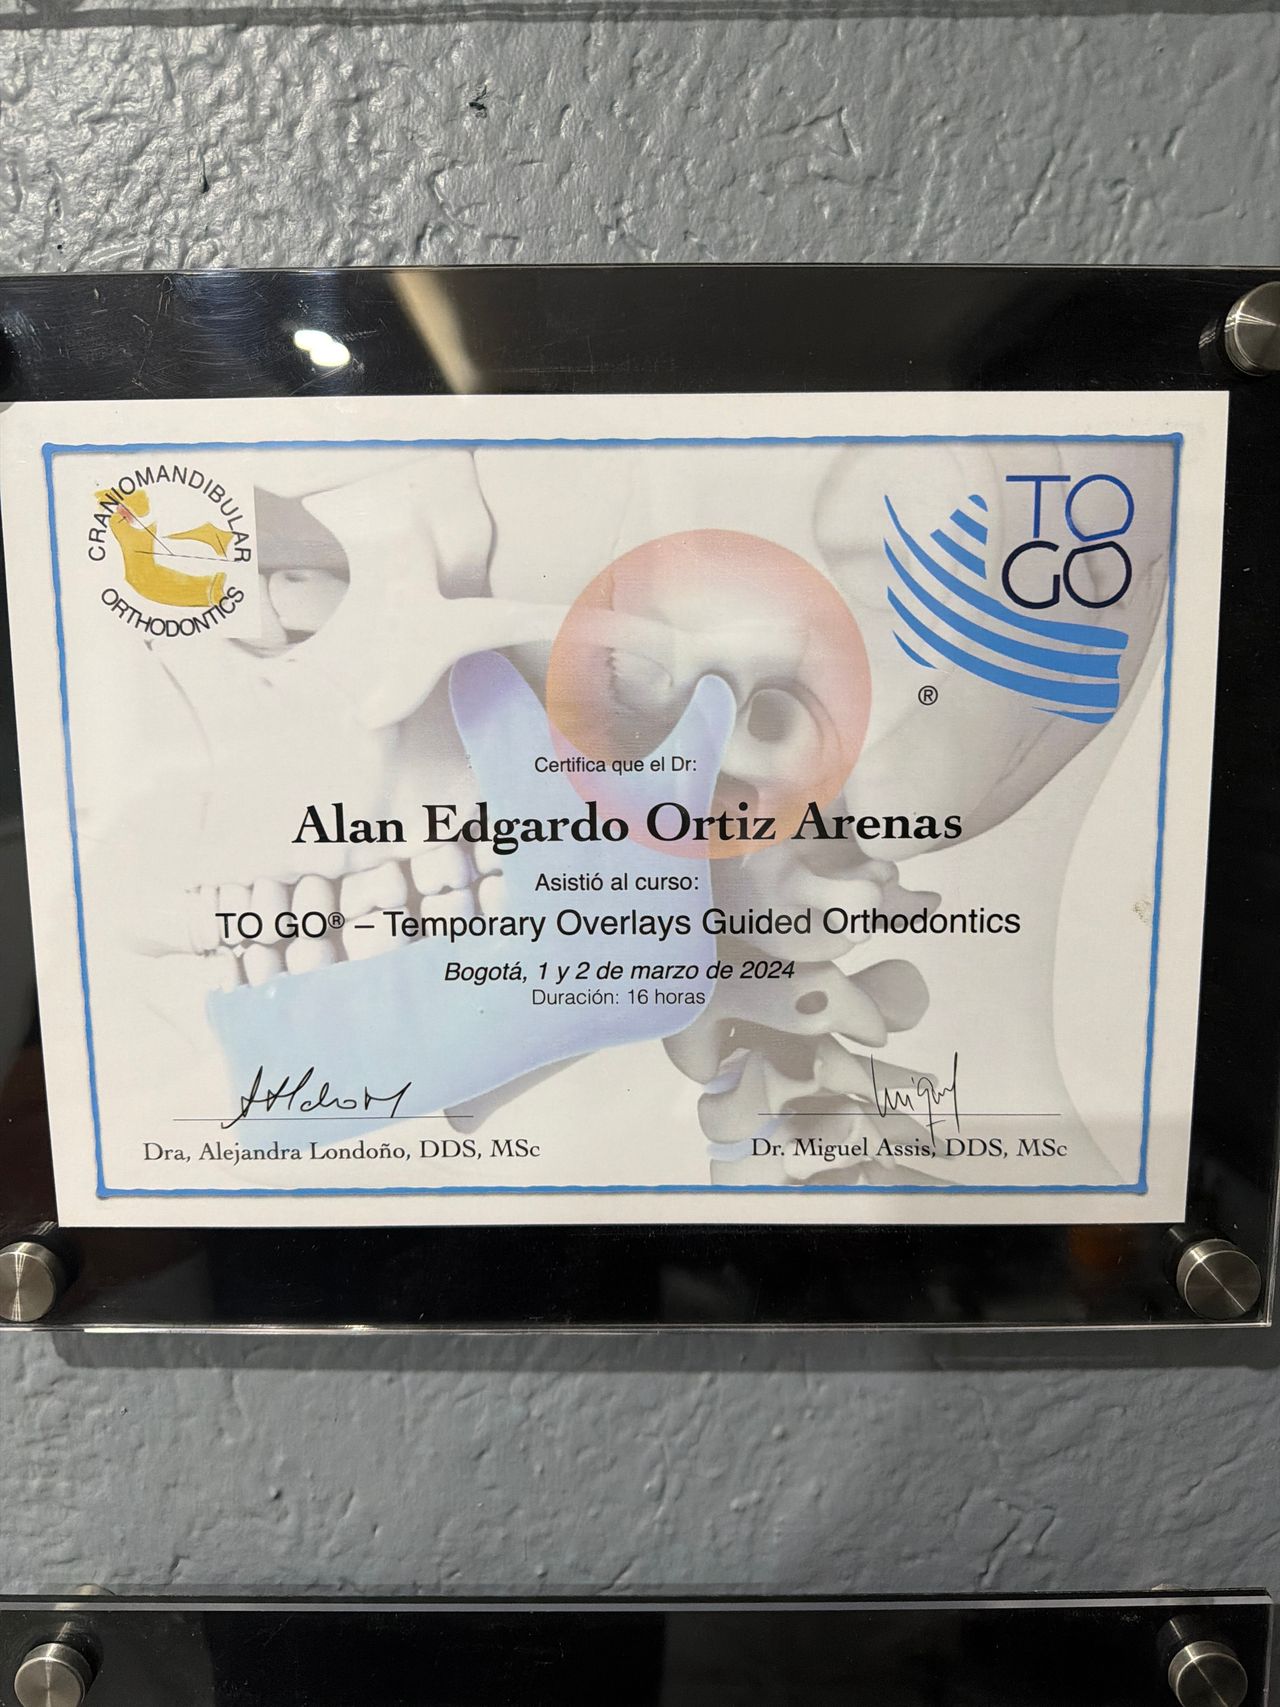 CRANIOMANDIBULAR
ORTHODONTICS
TO
GO
®
Certifica que el Dr:
Alan Edgardo Ortiz Arenas
Asistió al curso:
TO GO® – Temporary Overlays Guided Orthodontics
Bogotá, 1 y 2 de marzo de 2024
Duración: 16 horas
Dra, Alejandra Londoño, DDS, MSc
Dr. Miguel Assis, DDS, MSc